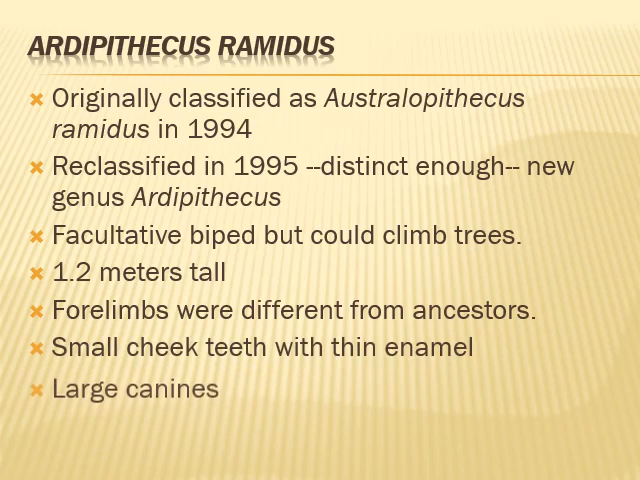 ARDIPITHECUS RAMIDUS
Originally classified as Australopithecus
ramidus in 1994
Reclassified in 1995 --distinct enough-- new
genus Ardipithecus
Facultative biped but could climb trees.
1.2 meters tall
Forelimbs were different from ancestors.
Small cheek teeth with thin enamel
Large canines